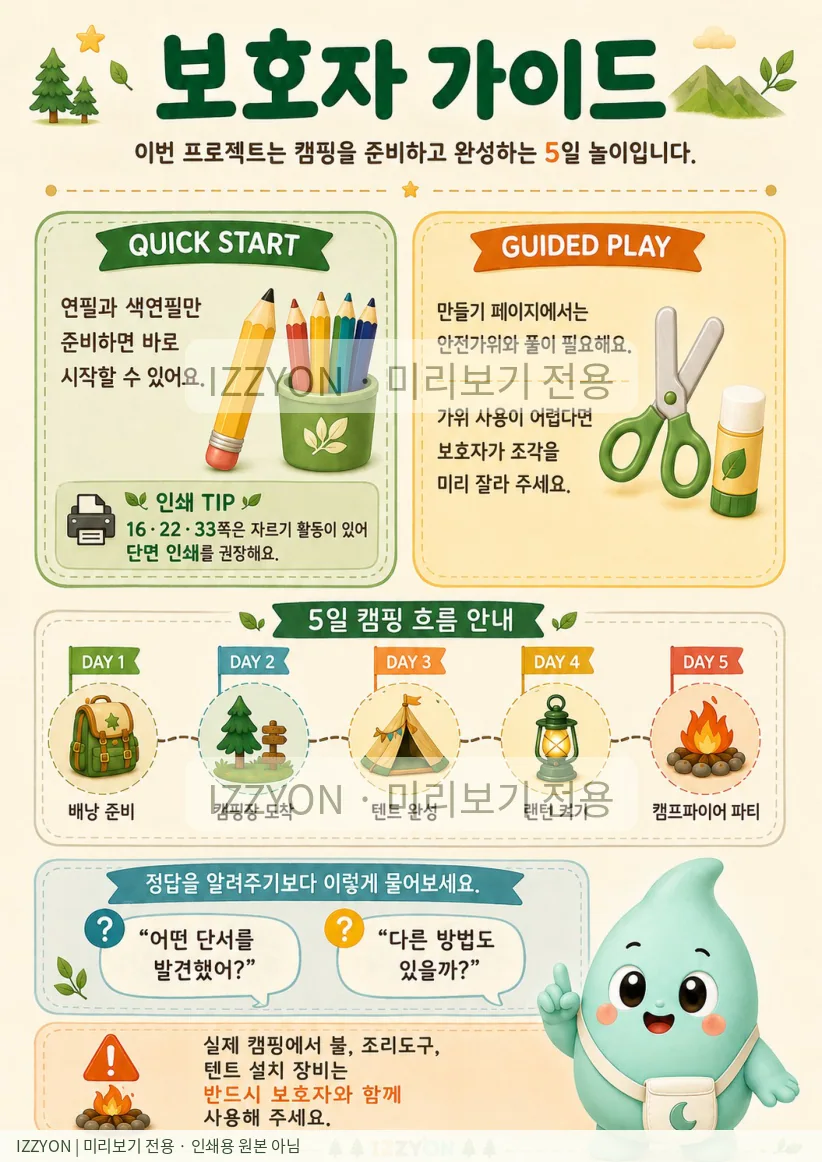 보호자 가이드
이번 프로젝트는 캠핑을 준비하고 완성하는 5일 놀이입니다.
QUICK START
연필과 색연필만
준비하면 바로
시작할 수 있어요.
인쇄 TIP
16 · 22 · 33쪽은 자르기 활동이 있어
단면 인쇄를 권장해요.
GUIDED PLAY
만들기 페이지에서는
안전가위와 풀이 필요해요.
가위 사용이 어렵다면
보호자가 조각을
미리 잘라 주세요.
IZZYON · 미리보기 전용
5일 캠핑 흐름 안내
DAY 1
DAY 2
DAY 3
DAY 4
DAY 5
배낭 준비
캠핑장 도착
텐트 완성
랜턴 켜기
캠프파이어 파티
IZZYON · 미리보기 전용
정답을 알려주기보다 이렇게 물어보세요.
?
“어떤 단서를
발견했어?”
?
“다른 방법도
있을까?”
!
실제 캠핑에서 불, 조리도구,
텐트 설치 장비는
반드시 보호자와 함께
사용해 주세요.
IZZYON | 미리보기 전용 · 인쇄용 원본 아님
IZZYON